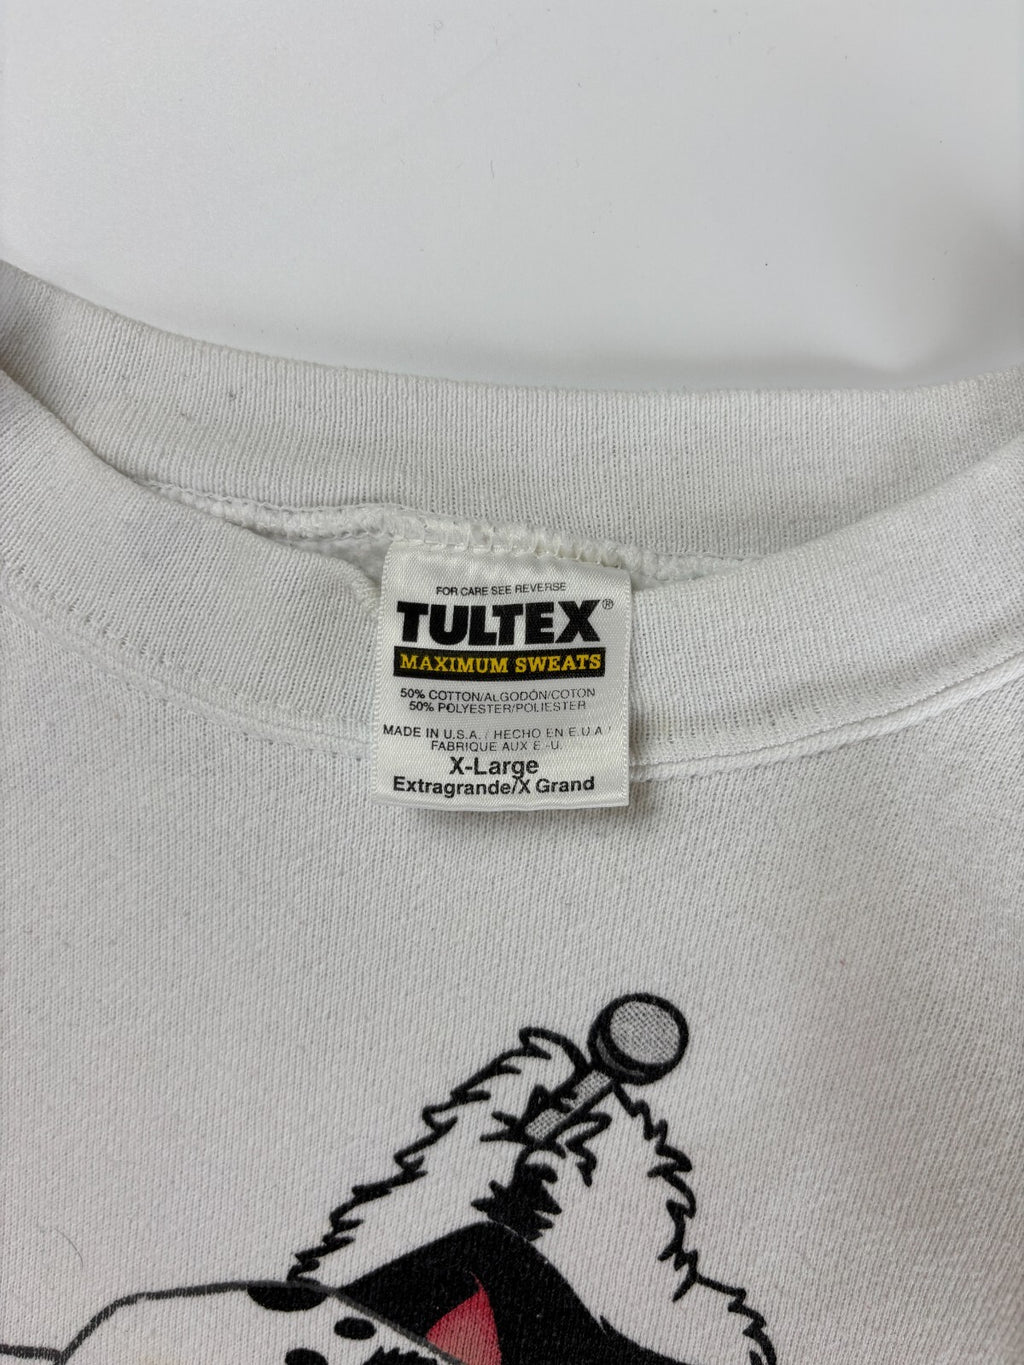 FOR CARE SEE REVERSE
TULTEX®
MAXIMUM SWEATS
50% COTTON/ALGODÓN/COTON
50% POLYESTER/POLIESTER
MADE IN U.S.A. / HECHO EN E.U.A /
FABRIQUE AUX E.-U.
X-Large
Extragrande/X Grand